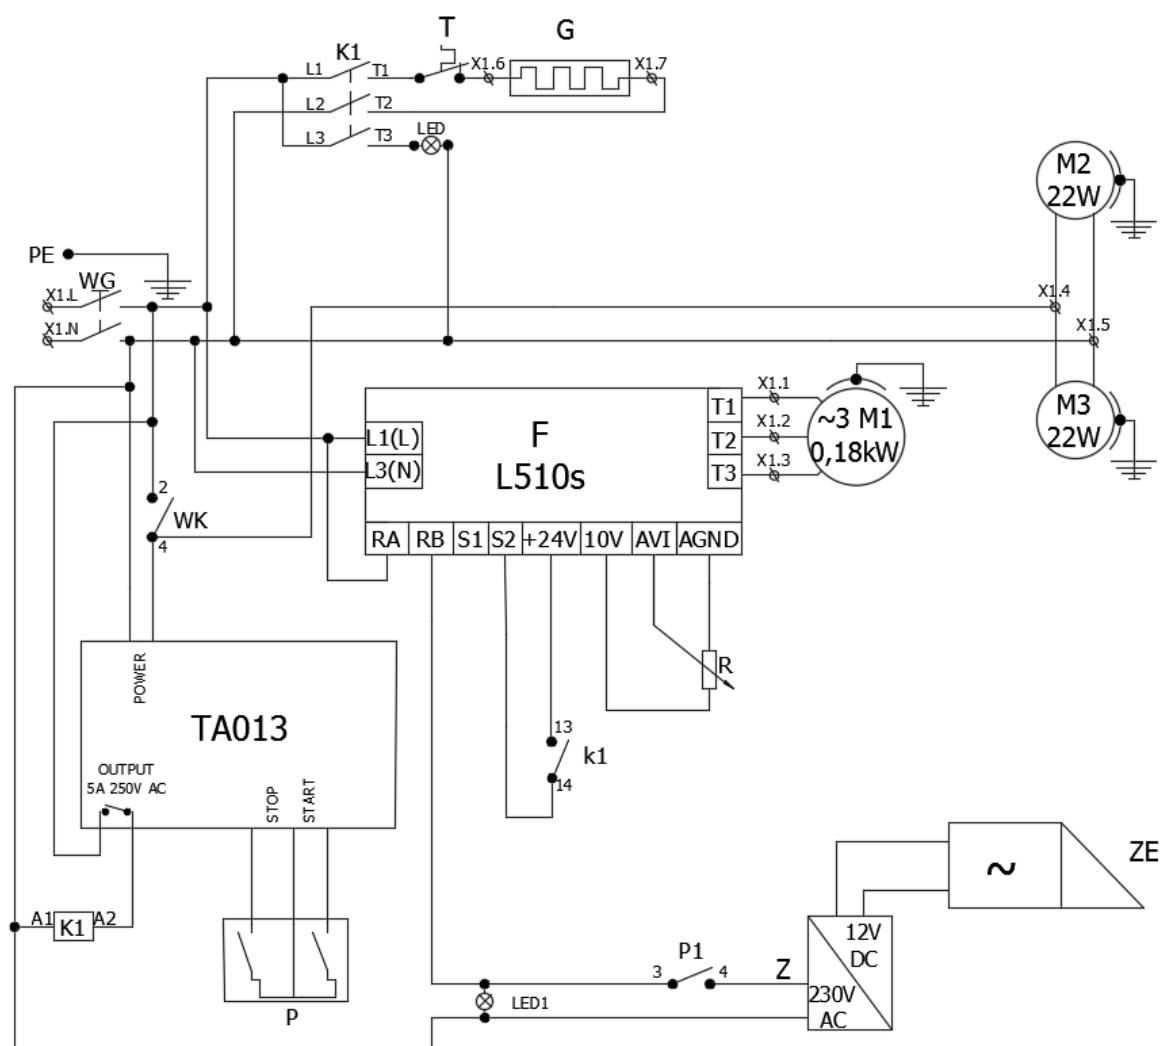 T
G
K1
L1
T1
X1.6
X1.7
L2
T2
L3
T3
LED
M2
22W
PE
WG
X1.L
X1.N
X1.4
X1.5
M3
22W
F
L510s
L1(L)
L3(N)
T1
T2
T3
X1.1
X1.2
X1.3
~3 M1
0,18kW
RA RB S1 S2 +24V 10V AVI AGND
2
WK
4
R
POWER
TA013
OUTPUT
5A 250V AC
STOP
START
13
k1
14
A1
K1
A2
P
P1
3
4
Z
LED1
12V
DC
230V
AC
~
ZE